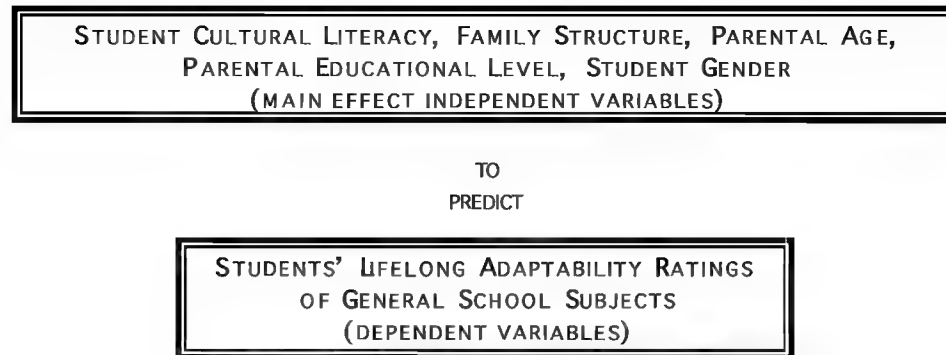 STUDENT CULTURAL LITERACY, FAMILY STRUCTURE, PARENTAL AGE,
PARENTAL EDUCATIONAL LEVEL, STUDENT GENDER
(MAIN EFFECT INDEPENDENT VARIABLES)
TO
PREDICT
STUDENTS' LIFELONG ADAPTABILITY RATINGS
OF GENERAL SCHOOL SUBJECTS
(DEPENDENT VARIABLES)